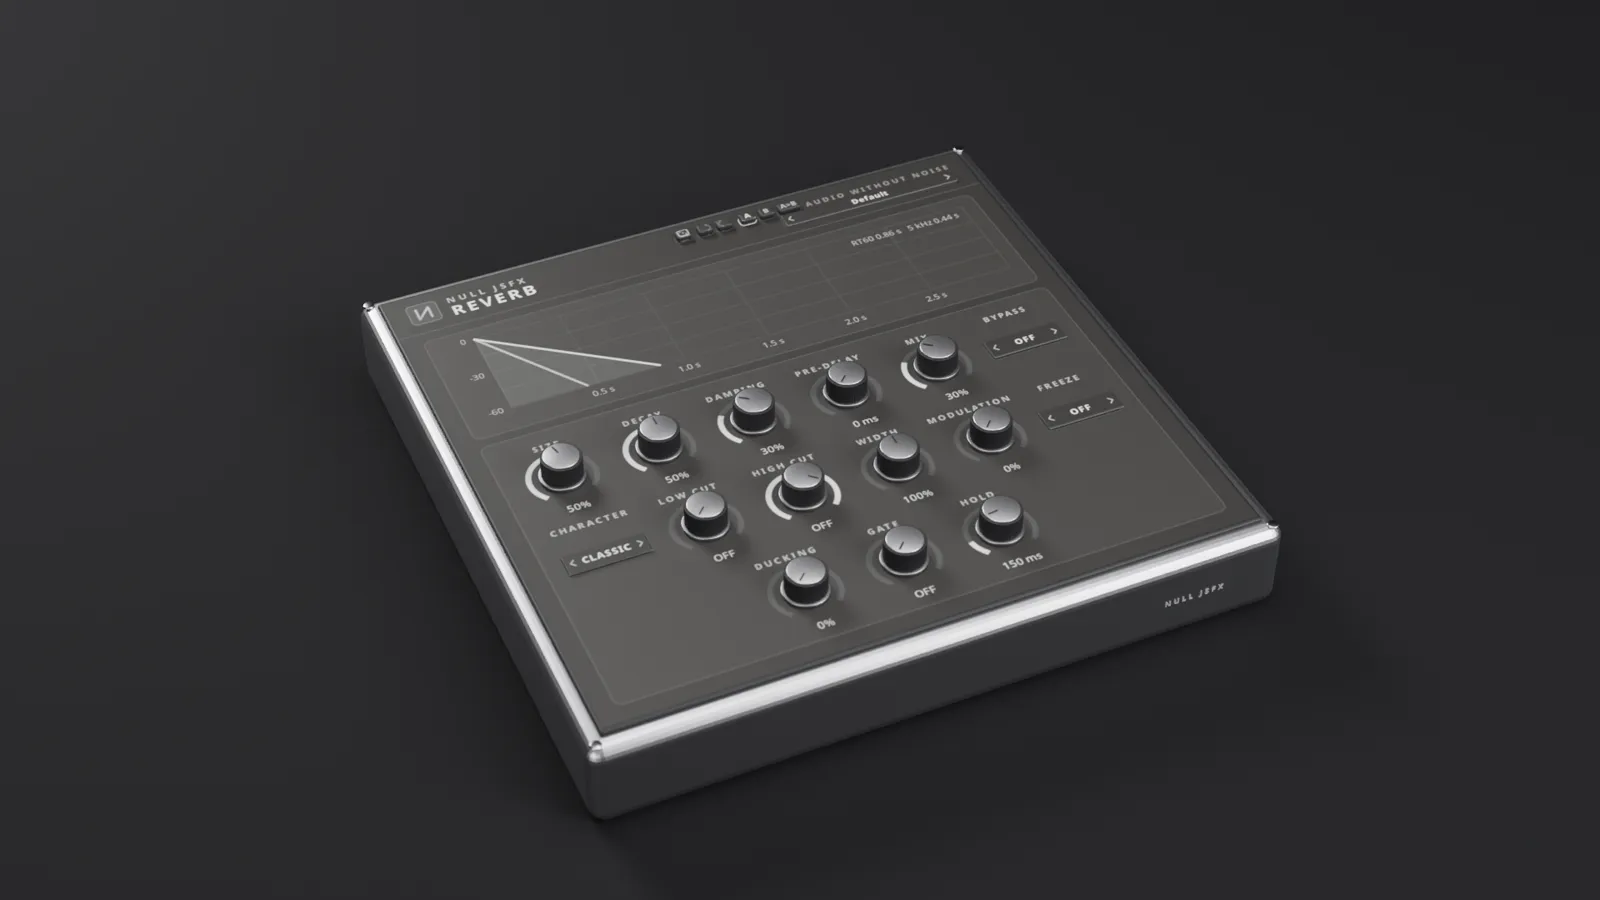 A B A>B AUDIO WITHOUT NOISE
< Default >
NULL JSFX
REVERB
RT60 0.86 s 5 kHz 0.44 s
0
-30
-60
0.5 s 1.0 s 1.5 s 2.0 s 2.5 s
SIZE DECAY DAMPING PRE-DELAY MIX BYPASS
50% 50% 30% 0 ms 30% < OFF >
CHARACTER LOW CUT HIGH CUT WIDTH MODULATION FREEZE
< CLASSIC > OFF OFF 100% 0% < OFF >
DUCKING GATE HOLD
0% OFF 150 ms
NULL JSFX